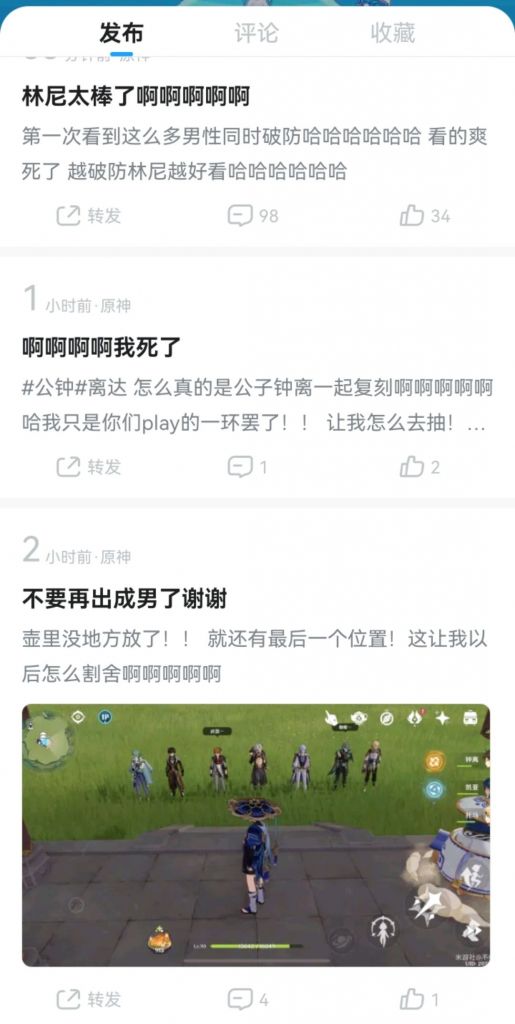 发布
评论
收藏
分钟前·原神
林尼太棒了啊啊啊啊啊
第一次看到这么多男性同时破防哈哈哈哈哈哈 看的爽
死了 越破防林尼越好看哈哈哈哈哈哈
转发
98
34
1 小时前·原神
啊啊啊啊我死了
#公钟#离达 怎么真的是公子钟离一起复刻啊啊啊啊啊
哈我只是你们play的一环罢了！！ 让我怎么去抽！...
转发
1
2
2 小时前·原神
不要再出成男了谢谢
壶里没地方放了！！ 就还有最后一个位置！这让我以
后怎么割舍啊啊啊啊啊
1P
钟离
凯亚
托马
转发
4
1